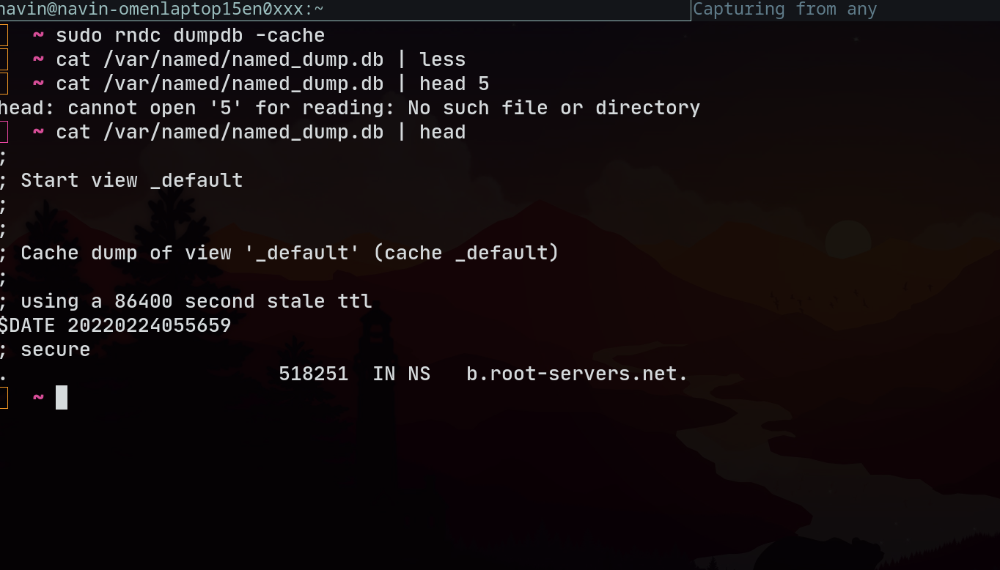 navin@navin-omenlaptop15en0xxx:~ Capturing from any
~ sudo rndc dumpdb -cache
~ cat /var/named/named_dump.db | less
~ cat /var/named/named_dump.db | head 5
head: cannot open '5' for reading: No such file or directory
~ cat /var/named/named_dump.db | head
;
; Start view _default
;
;
; Cache dump of view '_default' (cache _default)
;
; using a 86400 second stale ttl
$DATE 20220224055659
; secure
. 518251 IN NS b.root-servers.net.
~